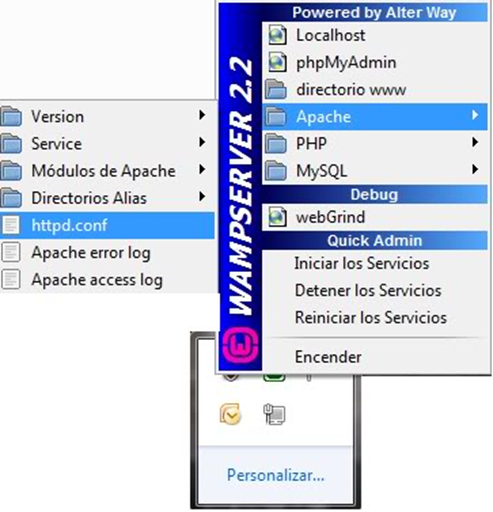 Powered by Alter Way
Localhost
phpMyAdmin
directorio www
Apache
PHP
MySQL
Debug
webGrind
Quick Admin
Iniciar los Servicios
Detener los Servicios
Reiniciar los Servicios
Encender
WAMPSERVER 2.2
Version
Service
Módulos de Apache
Directorios Alias
httpd.conf
Apache error log
Apache access log
Personalizar...